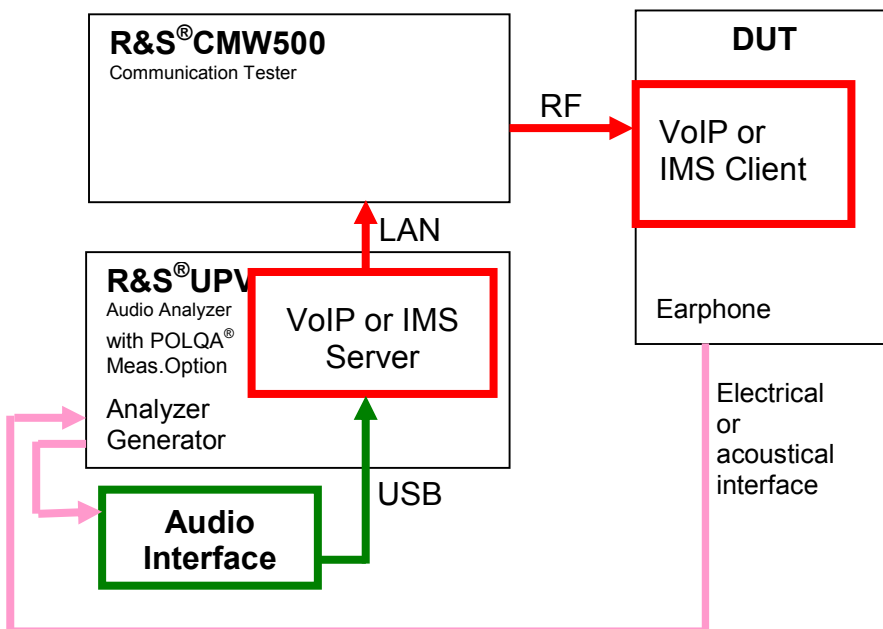 R&S®CMW500
Communication Tester
DUT
RF
VoIP or
IMS Client
LAN
R&S®UPV
Audio Analyzer
with POLQA®
Meas.Option
VoIP or IMS
Server
Earphone
Analyzer
Generator
Electrical
or
acoustical
interface
USB
Audio
Interface